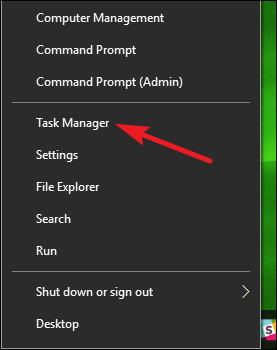 Computer Management
Command Prompt
Command Prompt (Admin)
Task Manager
Settings
File Explorer
Search
Run
Shut down or sign out
Desktop